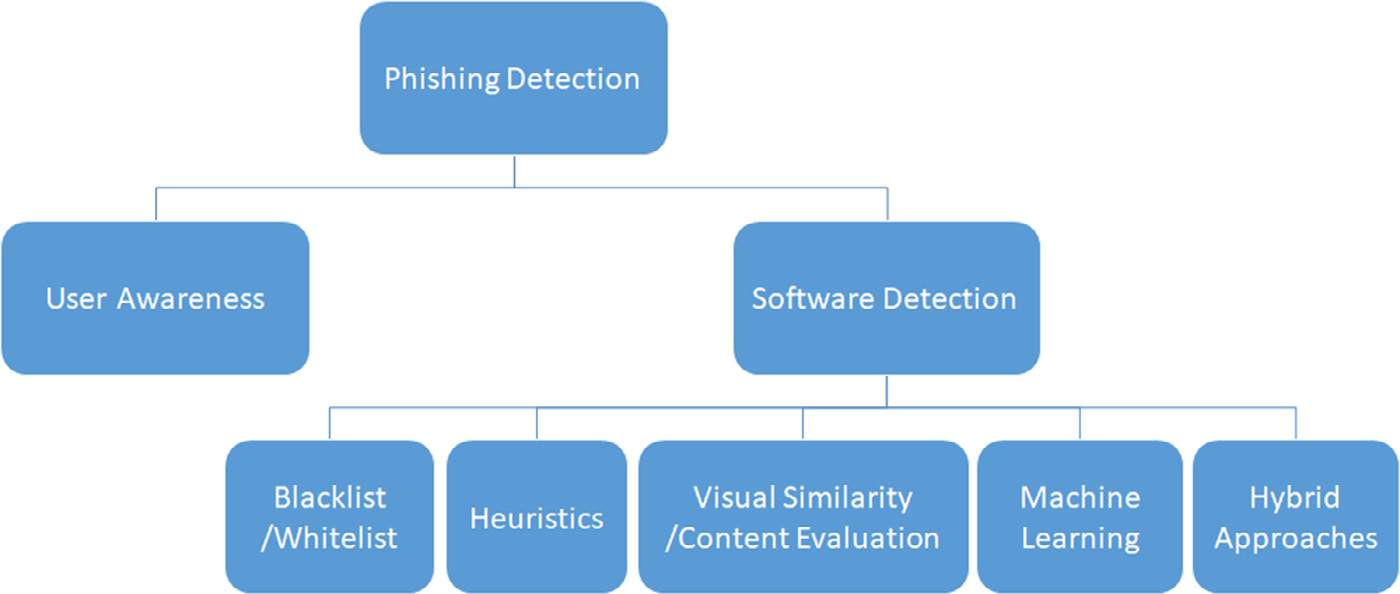 Phishing Detection
User Awareness
Software Detection
Blacklist
/Whitelist
Heuristics
Visual Similarity
/Content Evaluation
Machine
Learning
Hybrid
Approaches